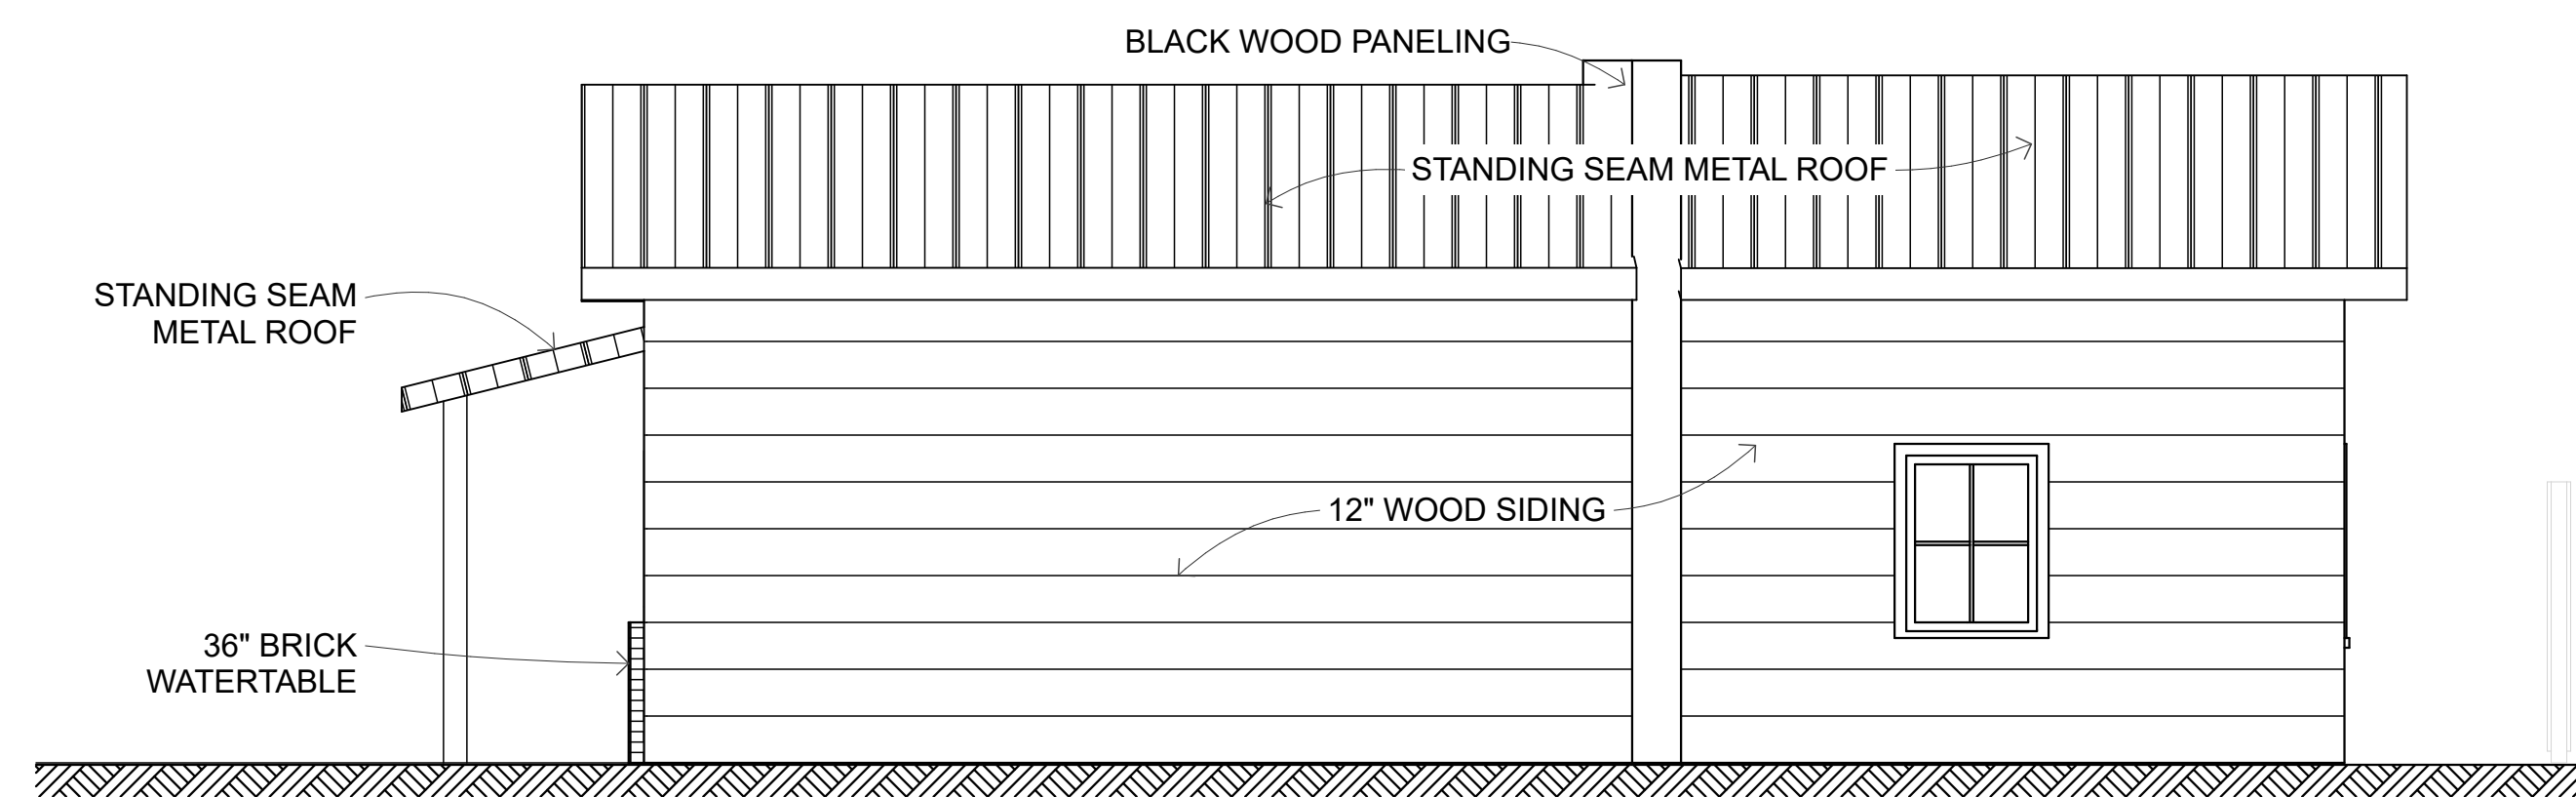 BLACK WOOD PANELING
STANDING SEAM METAL ROOF
STANDING SEAM
METAL ROOF
12" WOOD SIDING
36" BRICK
WATERTABLE